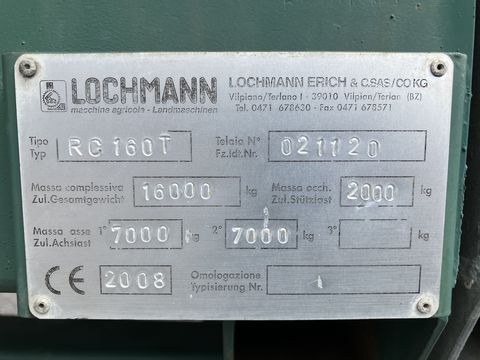 LOCHMANN
macchine agricole - Landmaschinen
LOCHMANN ERICH & C.SAS/CO KG
Vilpiano/Terlano I - 39010 Vilpian/Terlan (BZ)
Tel. 0471 678630 - Fax 0471 678571
Tipo
Typ
RC 160T
Telaio N°
Fz.Idt.Nr.
021120
Massa complessiva
Zul.Gesamtgewicht
16000 kg
Massa occh.
Zul.Stützlast
2000 kg
Massa asse
Zul.Achslast
1° 7000 kg
2° 7000 kg
3° kg
CE 2008
Omologazione
Typisierung Nr.